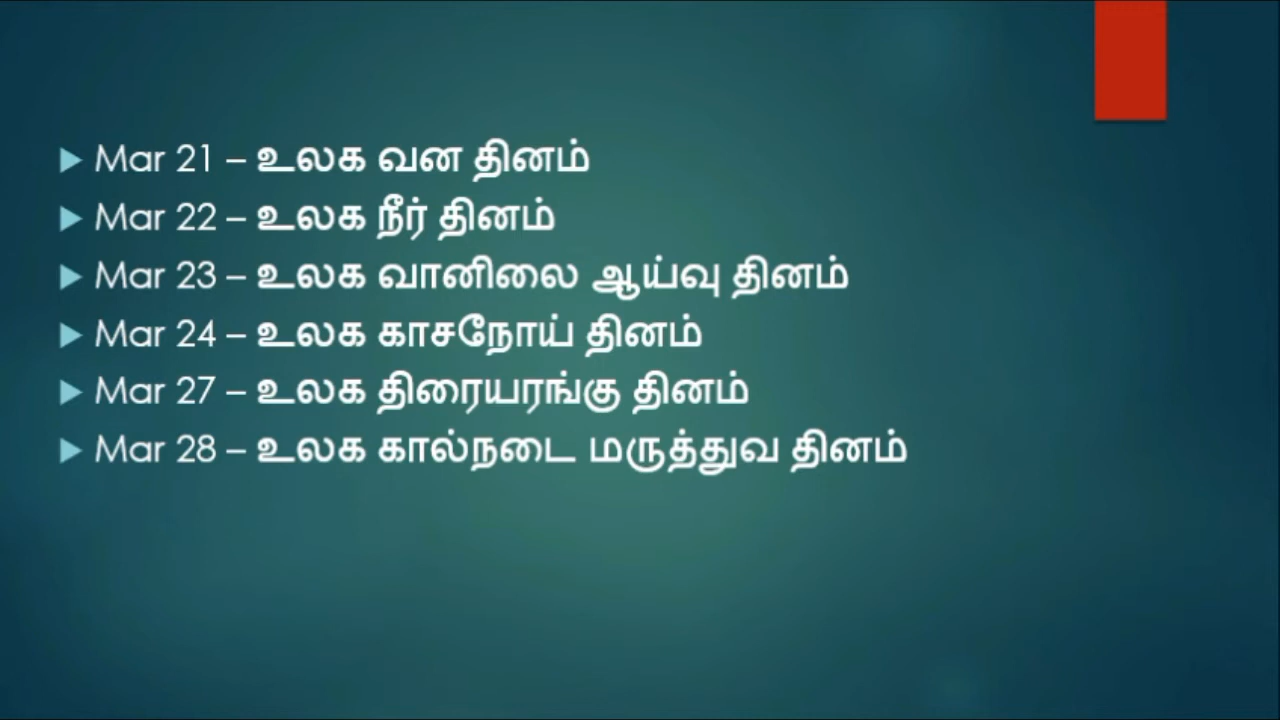 Mar 21 – உலக வன தினம்
Mar 22 – உலக நீர் தினம்
Mar 23 – உலக வானிலை ஆய்வு தினம்
Mar 24 – உலக காசநோய் தினம்
Mar 27 – உலக திரையரங்கு தினம்
Mar 28 – உலக கால்நடை மருத்துவ தினம்